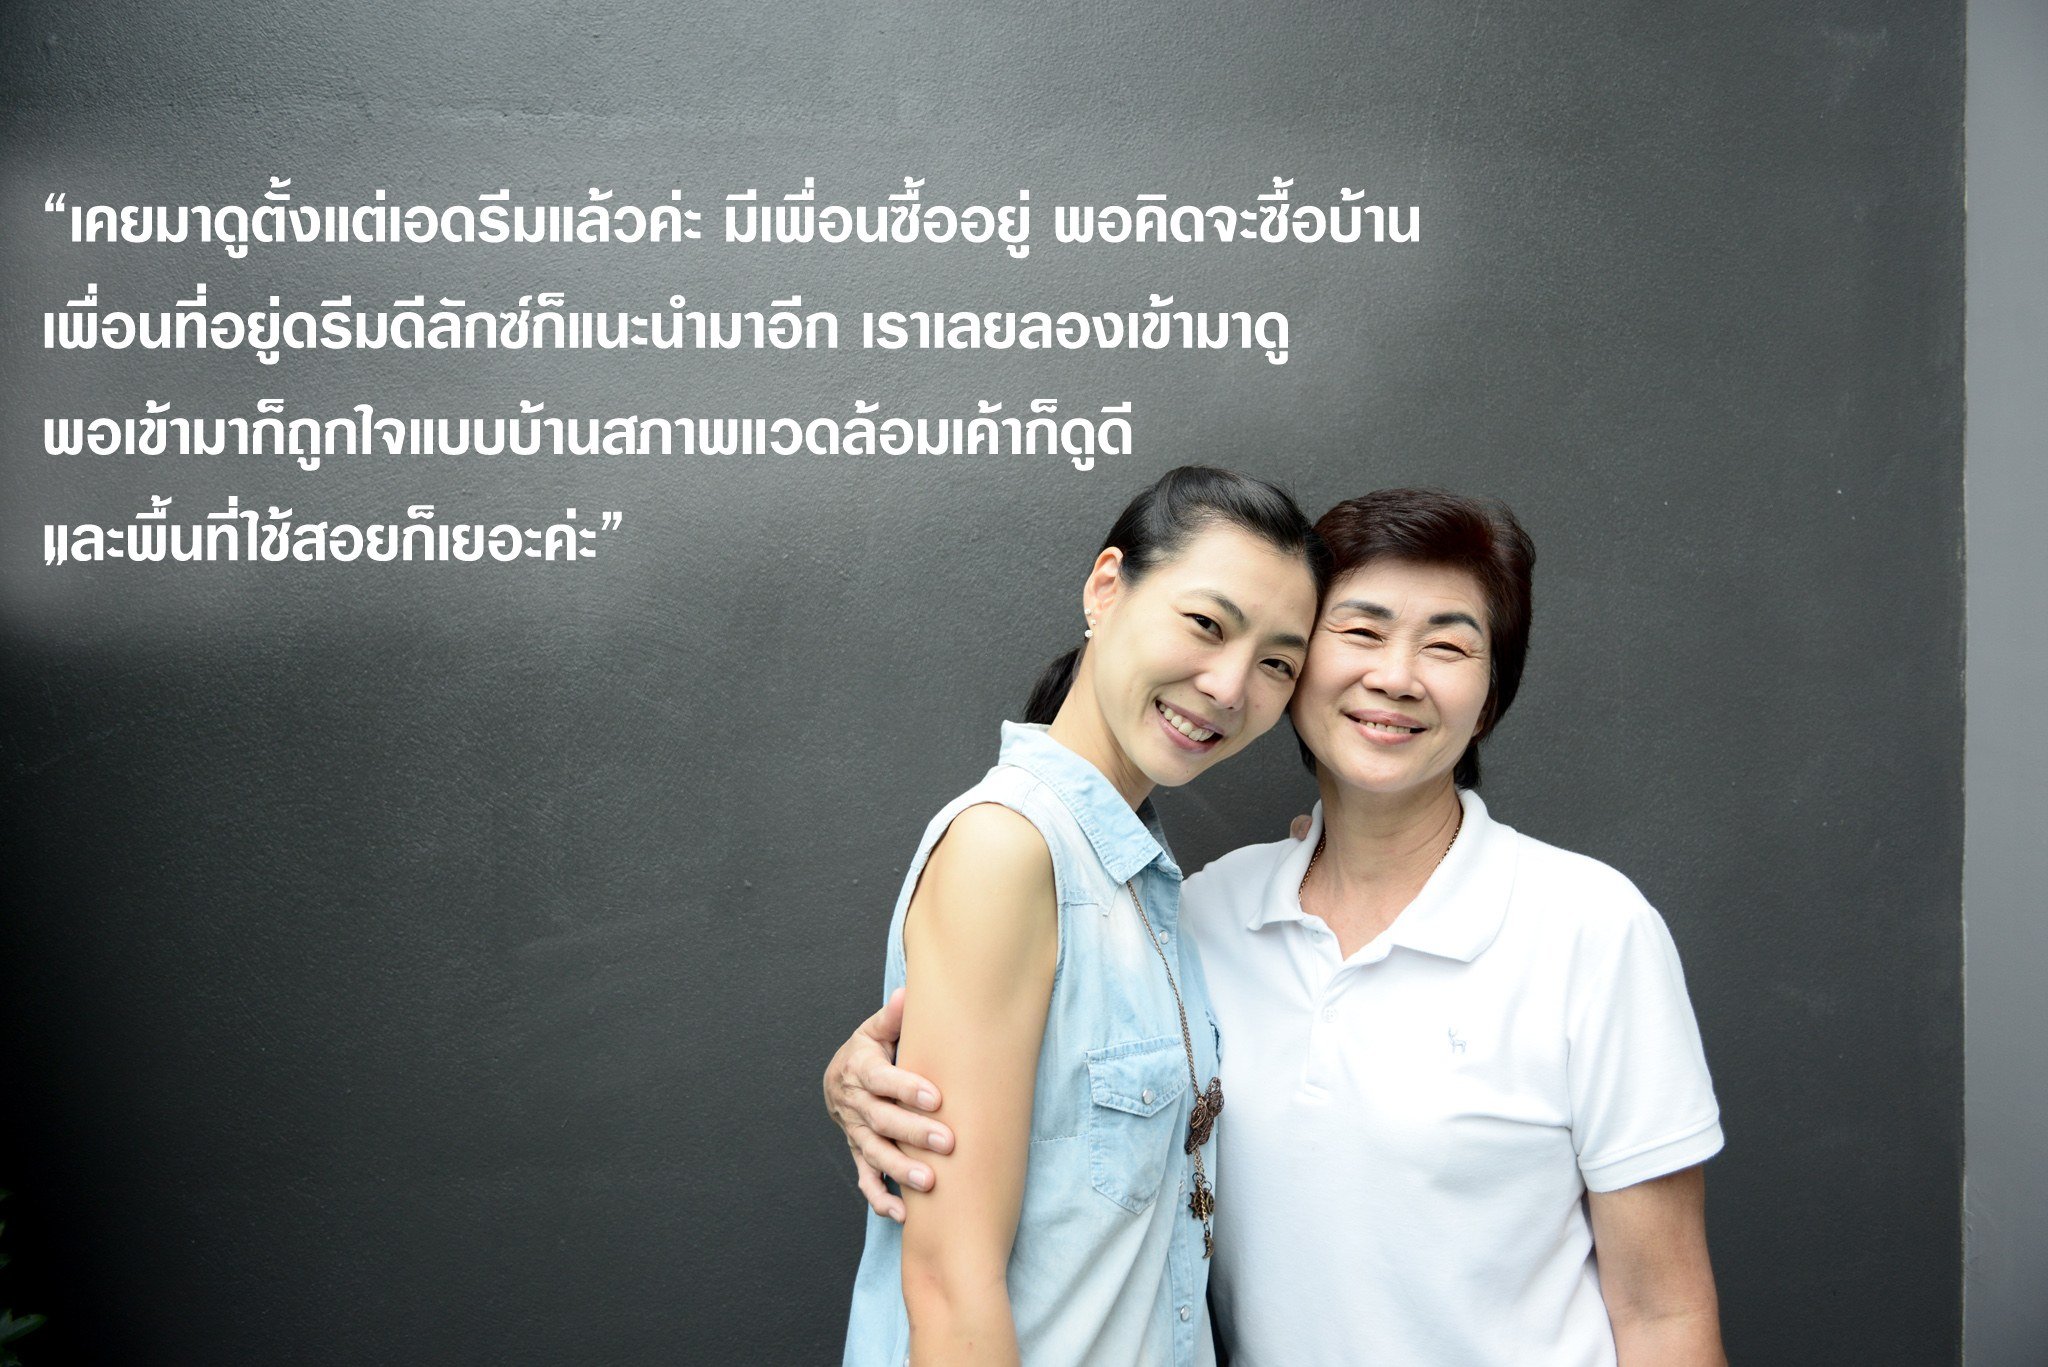 “เคยมาดูตั้งแต่เอดรีมแล้วค่ะ มีเพื่อนซื้ออยู่ พอคิดจะซื้อบ้าน
เพื่อนที่อยู่ดรีมดีลักซ์ก็แนะนำมาอีก เราเลยลองเข้ามาดู
พอเข้ามาก็ถูกใจแบบบ้านสภาพแวดล้อมเค้าก็ดูดี
และพื้นที่ใช้สอยก็เยอะค่ะ”
”